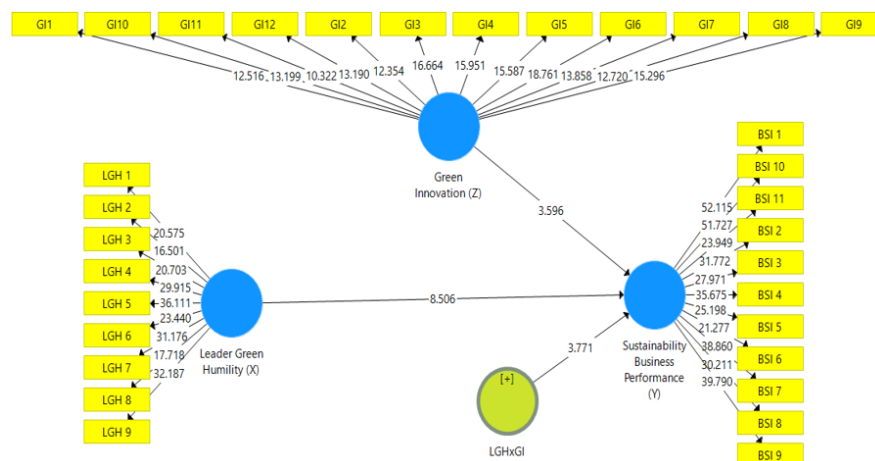 GI1
GI10
GI11
GI12
GI2
GI3
GI4
GI5
GI6
GI7
GI8
GI9
12.516
13.199
10.322
13.190
12.354
16.664
15.951
15.587
18.761
13.858
12.720
15.296
Green
Innovation (Z)
LGH 1
LGH 2
LGH 3
LGH 4
LGH 5
LGH 6
LGH 7
LGH 8
LGH 9
20.575
16.501
20.703
29.915
36.111
23.440
31.176
17.718
32.187
Leader Green
Humility (X)
3.596
8.506
3.771
[+]
LGHxGI
Sustainability
Business
Performance
(Y)
52.115
51.727
23.949
31.772
27.971
35.675
25.198
21.277
38.860
30.211
39.790
BSI 1
BSI 10
BSI 11
BSI 2
BSI 3
BSI 4
BSI 5
BSI 6
BSI 7
BSI 8
BSI 9